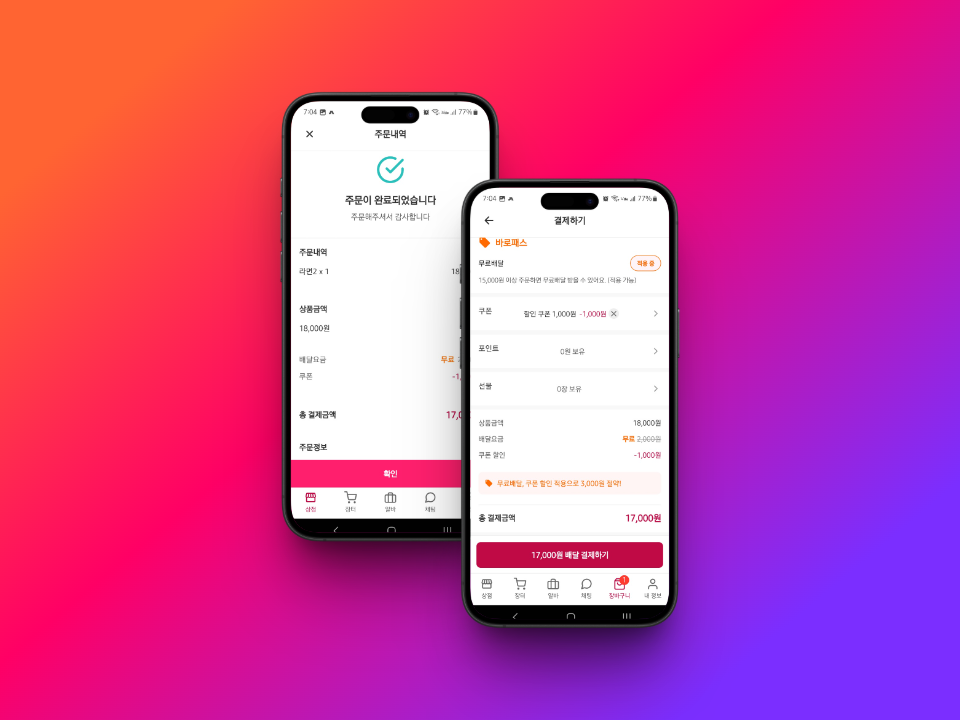 7:04
77%
주문내역
주문이 완료되었습니다
주문해주셔서 감사합니다
주문내역
라면2 x 1
18
상품금액
18,000원
배달요금
무료
쿠폰
-1,
총 결제금액
17,0
주문정보
확인
상점
장터
알바
채팅
7:04
77%
결제하기
바로패스
무료배달
적용 중
15,000원 이상 주문하면 무료배달 받을 수 있어요. (적용 가능)
쿠폰
할인 쿠폰 1,000원 -1,000원
포인트
0원 보유
선물
0장 보유
상품금액
18,000원
배달요금
무료 2,000원
쿠폰 할인
-1,000원
무료배달, 쿠폰 할인 적용으로 3,000원 절약!
총 결제금액
17,000원
17,000원 배달 결제하기
1
상점
장터
알바
채팅
장바구니
내 정보